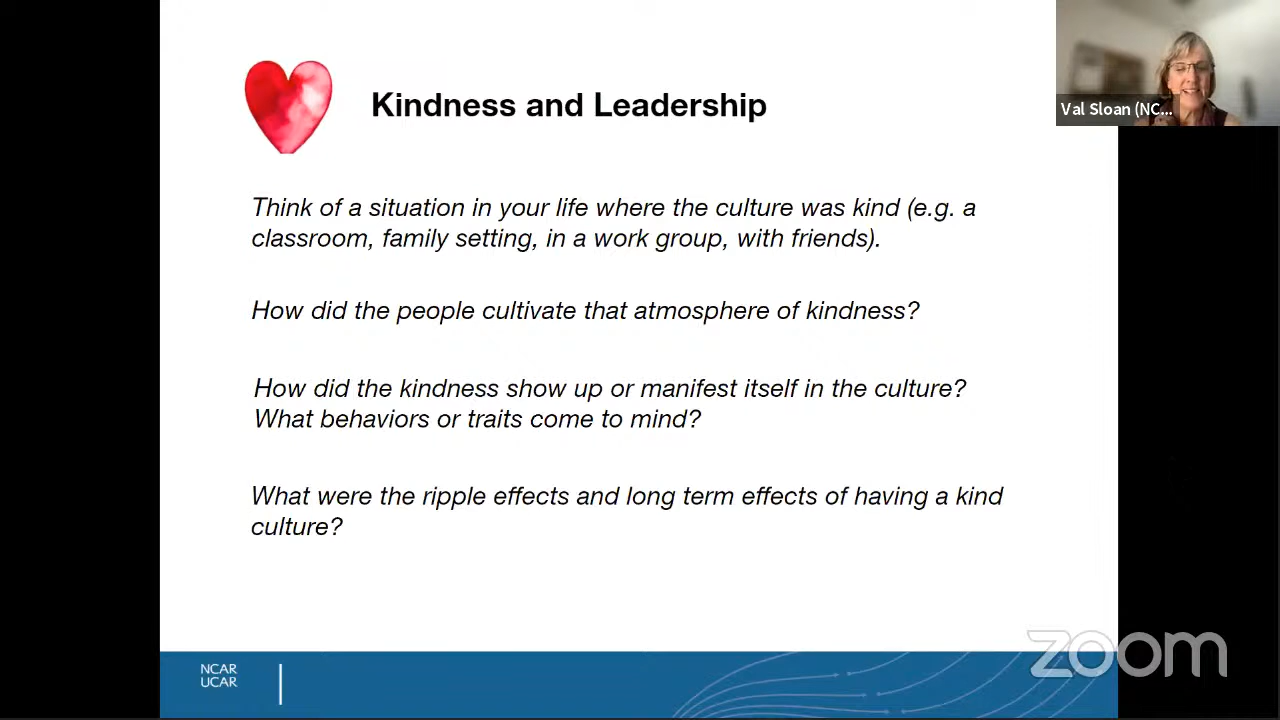 Kindness and Leadership
Val Sloan (NC...
Think of a situation in your life where the culture was kind (e.g. a
classroom, family setting, in a work group, with friends).
How did the people cultivate that atmosphere of kindness?
How did the kindness show up or manifest itself in the culture?
What behaviors or traits come to mind?
What were the ripple effects and long term effects of having a kind
culture?
NCAR
UCAR
zoom